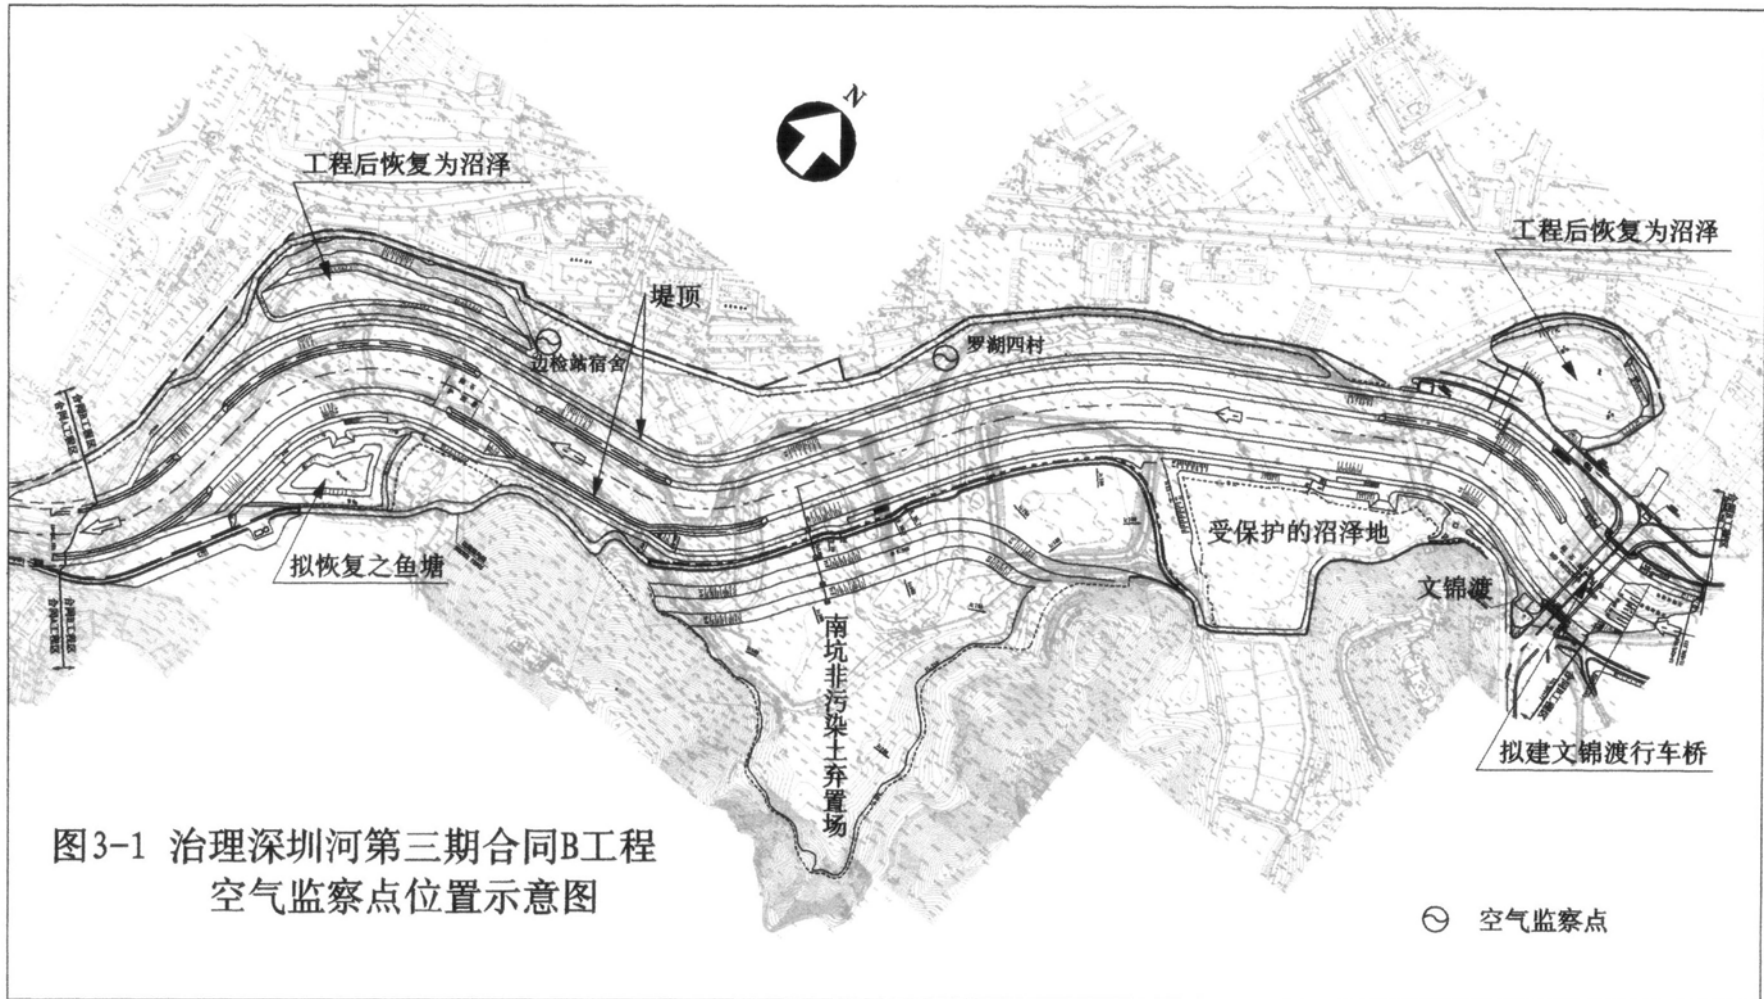 N
工程后恢复为沼泽
工程后恢复为沼泽
堤顶
边检站宿舍
罗湖四村
受保护的沼泽地
文锦渡
拟恢复之鱼塘
南坑非污染土弃置场
拟建文锦渡行车桥
图3-1 治理深圳河第三期合同B工程
空气监察点位置示意图
空气监察点